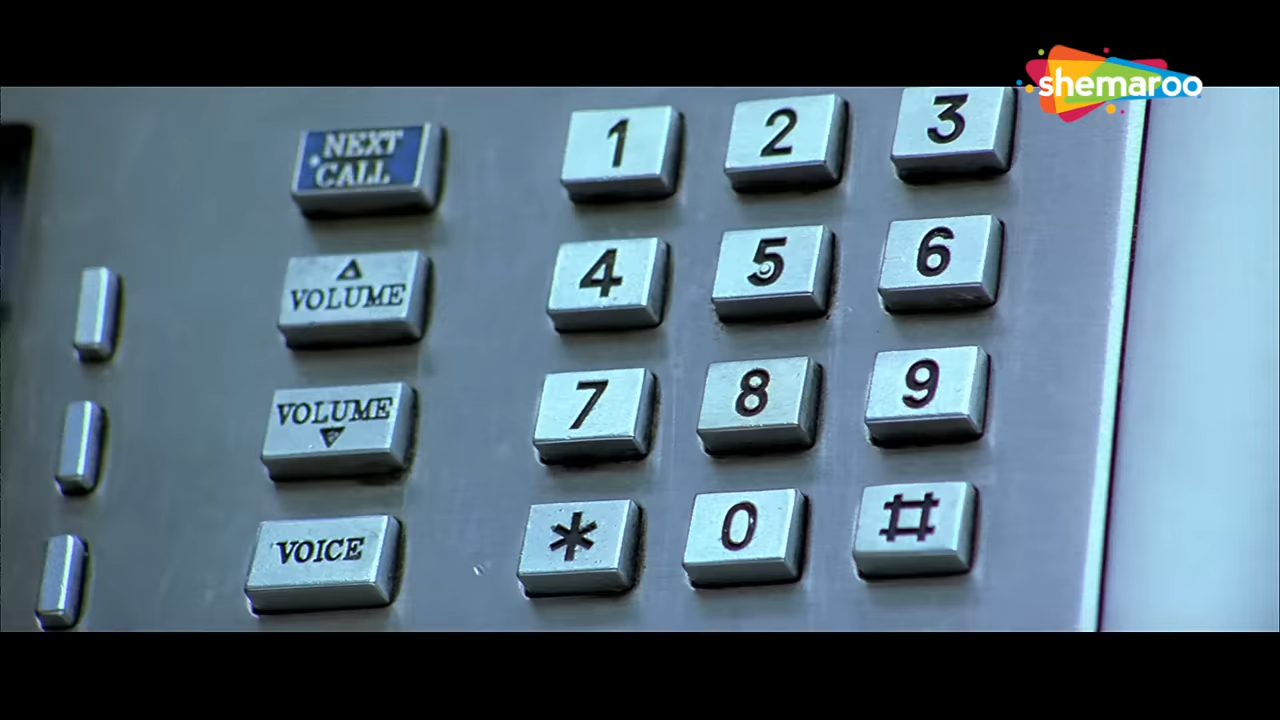 shemaroo
NEXT
CALL
1 2 3
VOLUME
4 5 6
VOLUME
7 8 9
VOICE
* 0 #